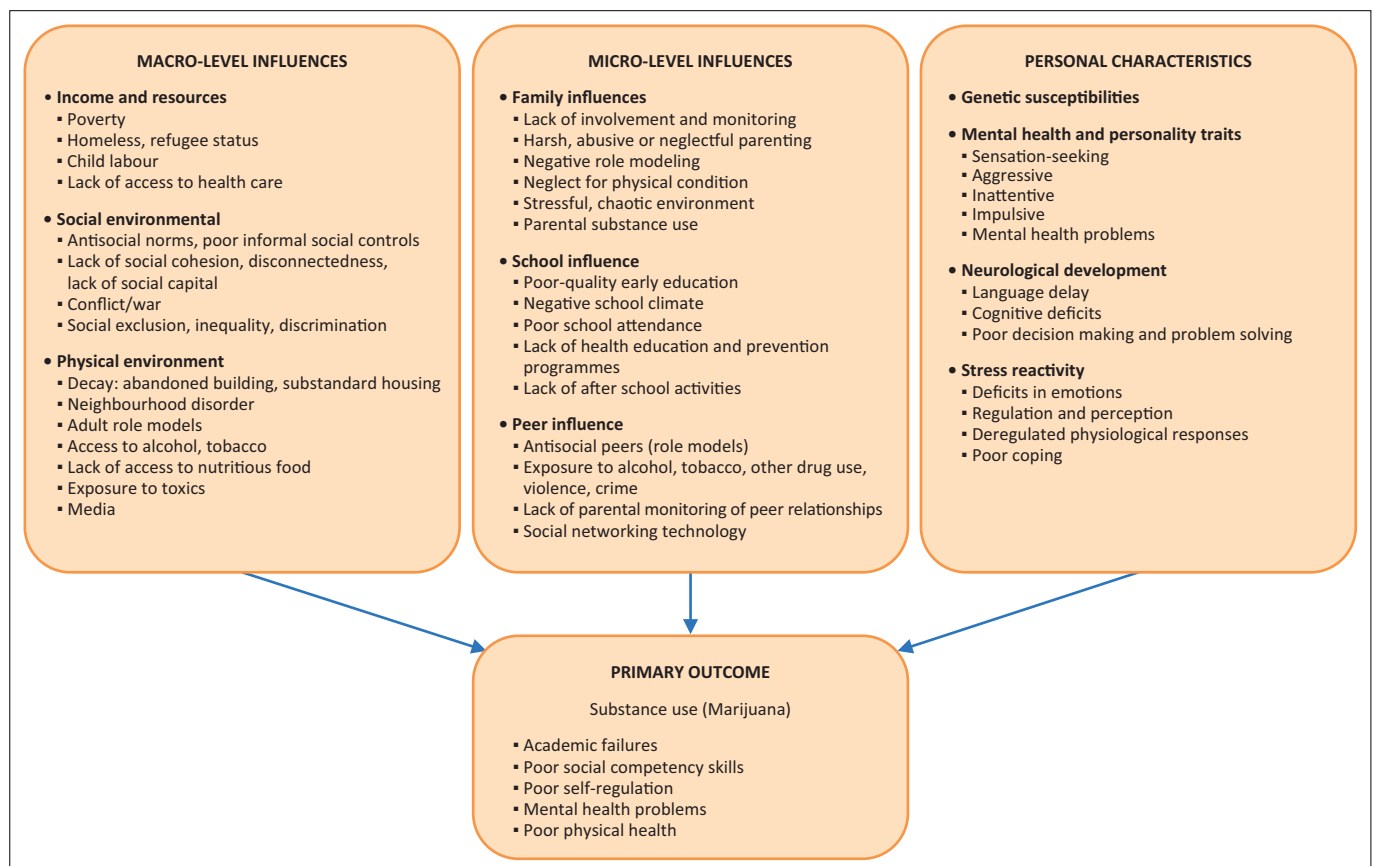 MACRO-LEVEL INFLUENCES
• Income and resources
▪ Poverty
▪ Homeless, refugee status
▪ Child labour
▪ Lack of access to health care
• Social environmental
▪ Antisocial norms, poor informal social controls
▪ Lack of social cohesion, disconnectedness,
lack of social capital
▪ Conflict/war
▪ Social exclusion, inequality, discrimination
• Physical environment
▪ Decay: abandoned building, substandard housing
▪ Neighbourhood disorder
▪ Adult role models
▪ Access to alcohol, tobacco
▪ Lack of access to nutritious food
▪ Exposure to toxics
▪ Media
MICRO-LEVEL INFLUENCES
• Family influences
▪ Lack of involvement and monitoring
▪ Harsh, abusive or neglectful parenting
▪ Negative role modeling
▪ Neglect for physical condition
▪ Stressful, chaotic environment
▪ Parental substance use
• School influence
▪ Poor-quality early education
▪ Negative school climate
▪ Poor school attendance
▪ Lack of health education and prevention
programmes
▪ Lack of after school activities
• Peer influence
▪ Antisocial peers (role models)
▪ Exposure to alcohol, tobacco, other drug use,
violence, crime
▪ Lack of parental monitoring of peer relationships
▪ Social networking technology
PERSONAL CHARACTERISTICS
• Genetic susceptibilities
• Mental health and personality traits
▪ Sensation-seeking
▪ Aggressive
▪ Inattentive
▪ Impulsive
▪ Mental health problems
• Neurological development
▪ Language delay
▪ Cognitive deficits
▪ Poor decision making and problem solving
• Stress reactivity
▪ Deficits in emotions
▪ Regulation and perception
▪ Deregulated physiological responses
▪ Poor coping
PRIMARY OUTCOME
Substance use (Marijuana)
▪ Academic failures
▪ Poor social competency skills
▪ Poor self-regulation
▪ Mental health problems
▪ Poor physical health